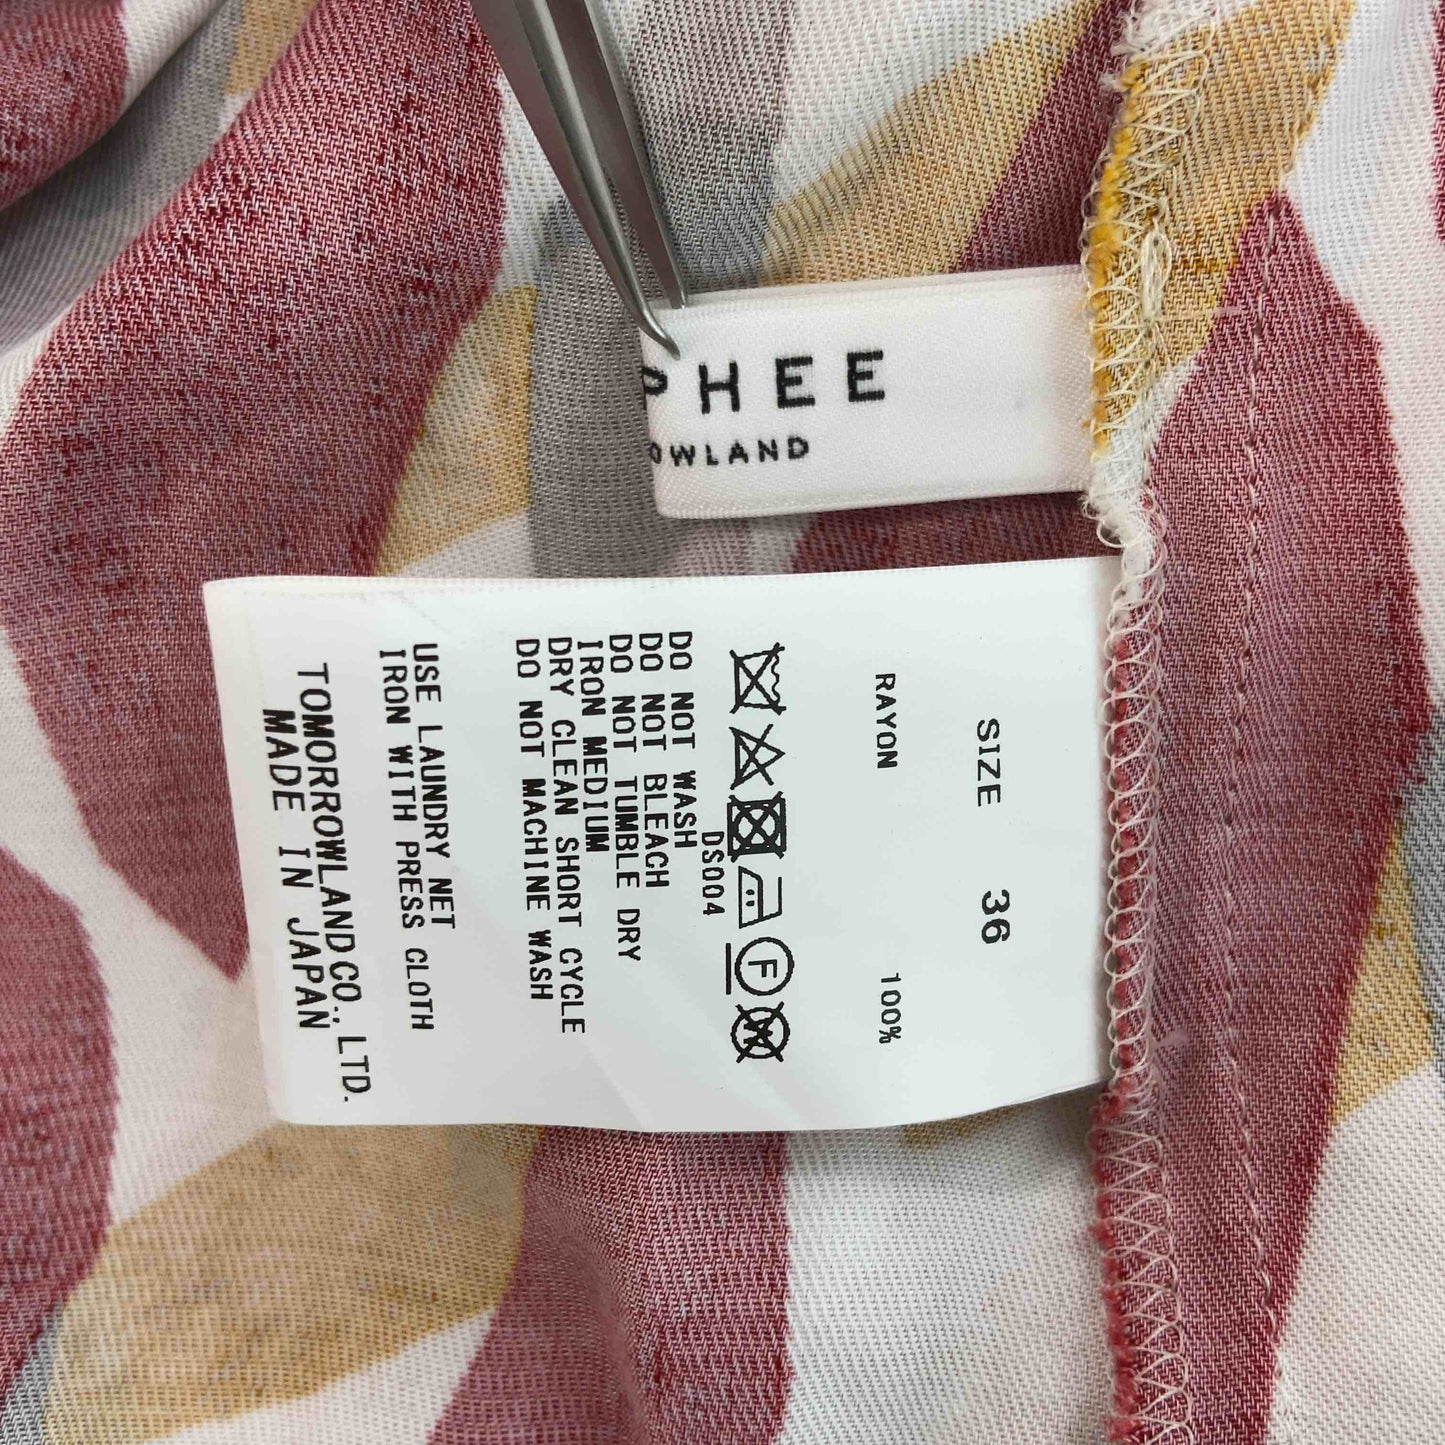 PHEE
OWLAND
SIZE 36
RAYON 100%
F
W
DS004
DO NOT WASH
DO NOT BLEACH
DO NOT TUMBLE DRY
IRON MEDIUM
DRY CLEAN SHORT CYCLE
DO NOT MACHINE WASH
USE LAUNDRY NET
IRON WITH PRESS CLOTH
TOMORROWLAND CO., LTD.
MADE IN JAPAN